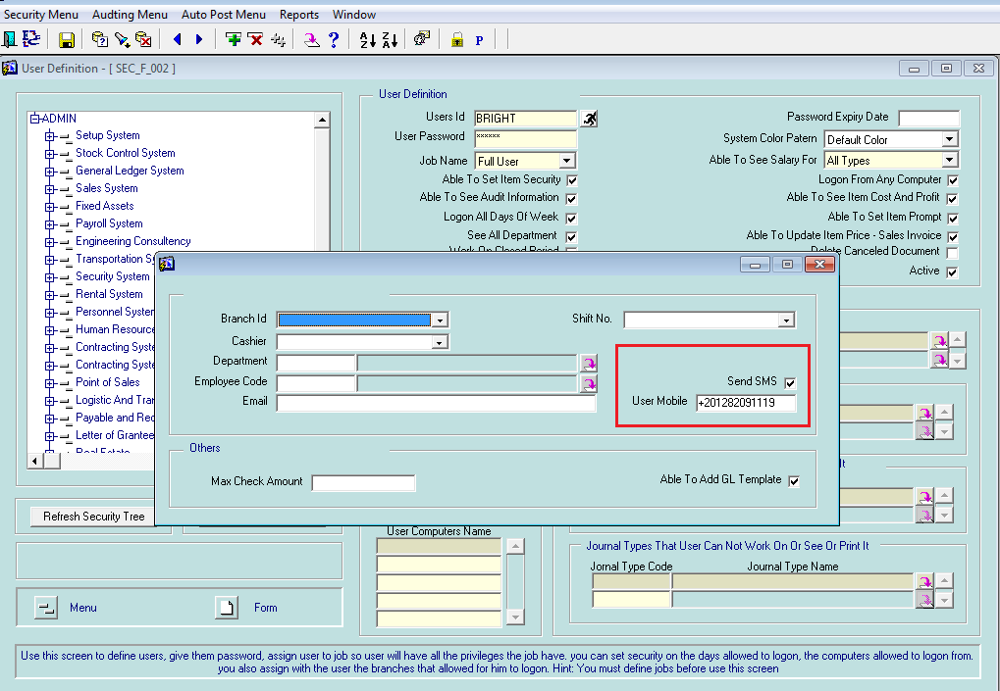 Security Menu Auditing Menu Auto Post Menu Reports Window
User Definition - [ SEC_F_002 ]
ADMIN
Setup System
Stock Control System
General Ledger System
Sales System
Fixed Assets
Payroll System
Engineering Consultency
Transportation
Security System
Rental System
Personnel System
Human Resource
Contracting
Contracting
Point of Sales
Logistic And
Payable and
Letter of Grantee
Real Estate
Refresh Security Tree
Menu Form
User Definition
Users Id BRIGHT
User Password ******
Job Name Full User
Able To Set Item Security
Able To See Audit Information
Logon All Days Of Week
See All Department
Work On Closed Period
Password Expiry Date
System Color Patern Default Color
Able To See Salary For All Types
Logon From Any Computer
Able To See Item Cost And Profit
Able To Set Item Prompt
Able To Update Item Price - Sales Invoice
Delete Canceled Document
Active
Branch Id
Shift No.
Cashier
Department
Employee Code
Email
Send SMS
User Mobile +201282091119
Others
Max Check Amount
Able To Add GL Template
It
User Computers Name
Journal Types That User Can Not Work On Or See Or Print It
Jornal Type Code Journal Type Name
Use this screen to define users, give them password, assign user to job so user will have all the privileges the job have. you can set security on the days allowed to logon, the computers allowed to logon from.
you also assign with the user the branches that allowed for him to logon. Hint: You must define jobs before use this screen